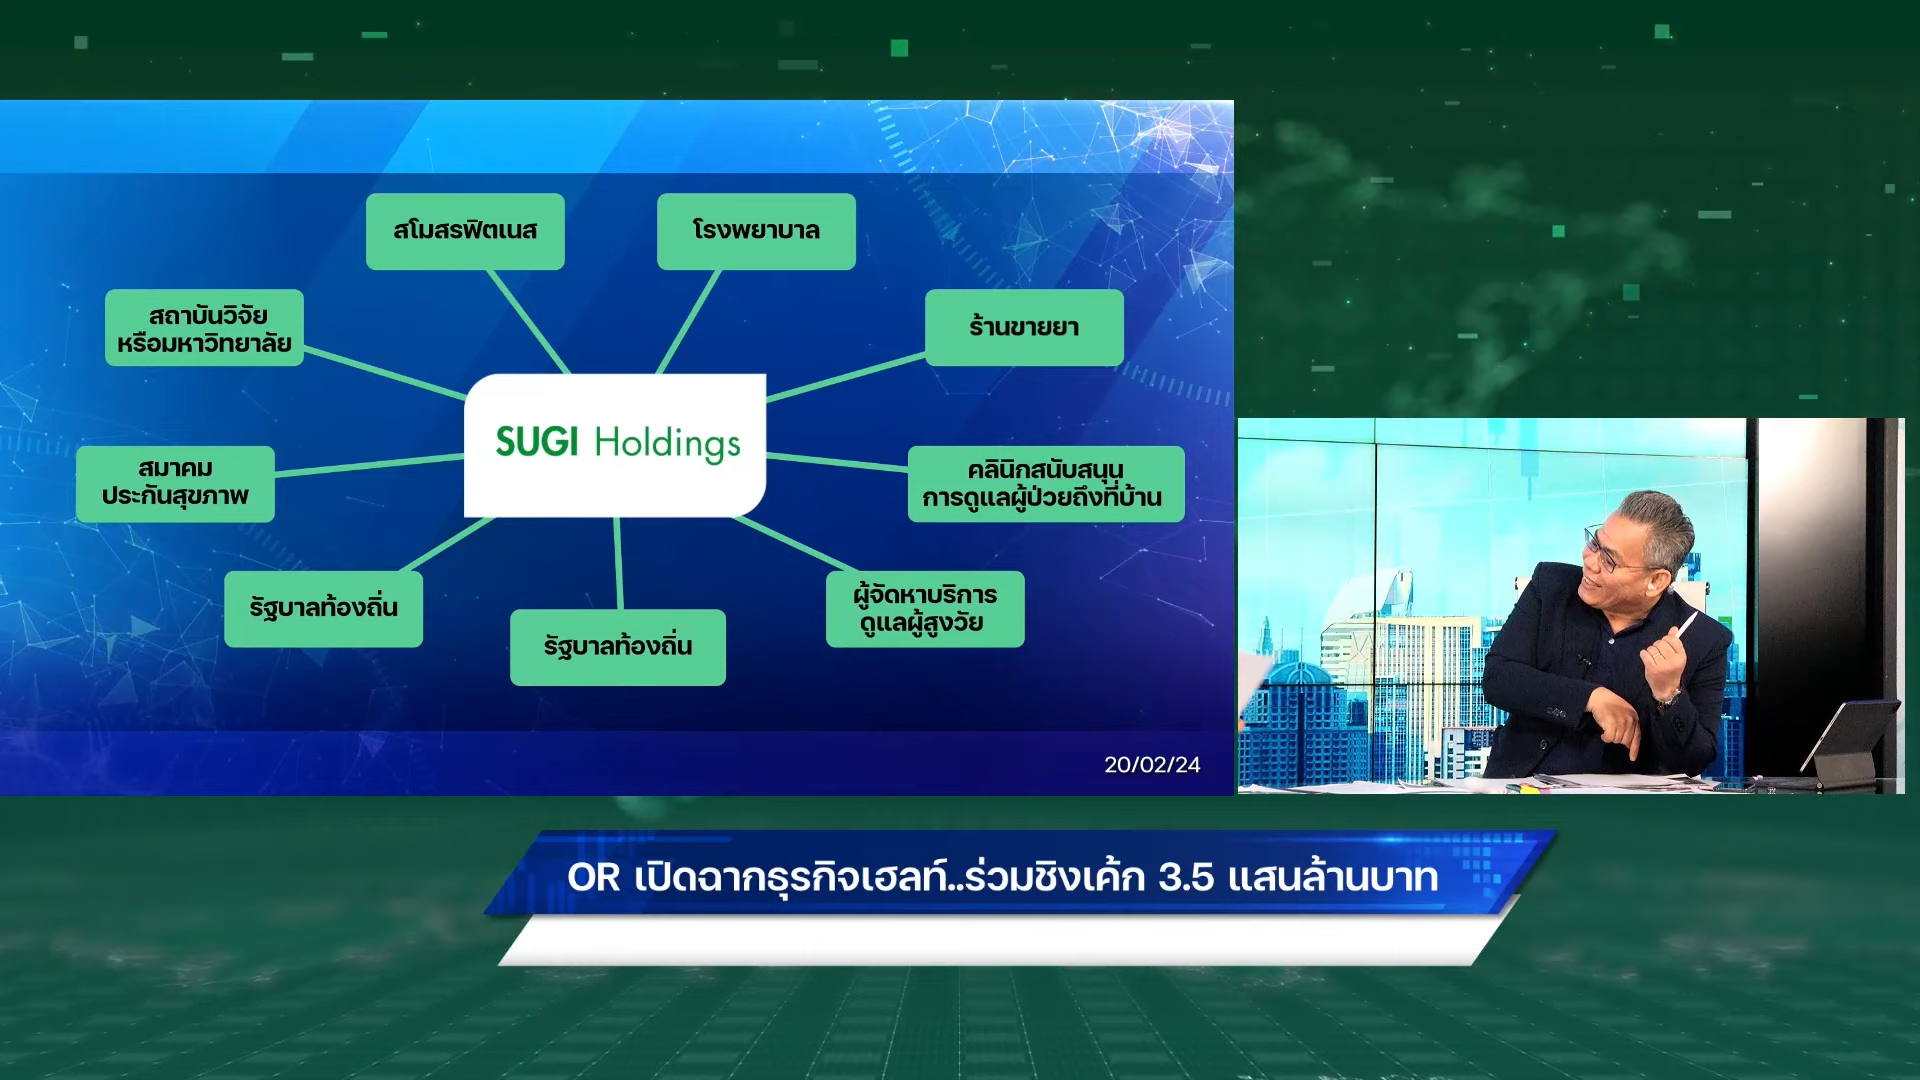 สโมสรฟิตเนส
โรงพยาบาล
สถาบันวิจัย
หรือมหาวิทยาลัย
ร้านขายยา
SUGI Holdings
สมาคม
ประกันสุขภาพ
คลินิกสนับสนุน
การดูแลผู้ป่วยถึงที่บ้าน
รัฐบาลท้องถิ่น
รัฐบาลท้องถิ่น
ผู้จัดหาบริการ
ดูแลผู้สูงวัย
20/02/24
OR เปิดฉากธุรกิจเฮลท์..ร่วมชิงเค้ก 3.5 แสนล้านบาท